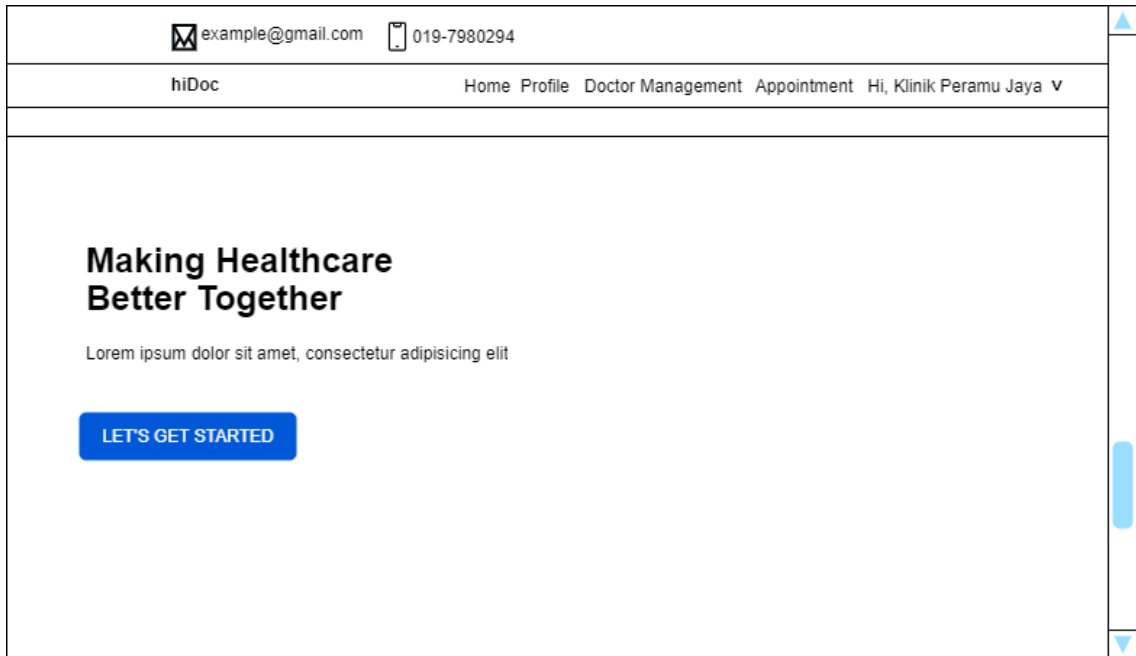 example@gmail.com 019-7980294
hiDoc Home Profile Doctor Management Appointment Hi, Klinik Peramu Jaya v
Making Healthcare
Better Together
Lorem ipsum dolor sit amet, consectetur adipisicing elit
LET'S GET STARTED